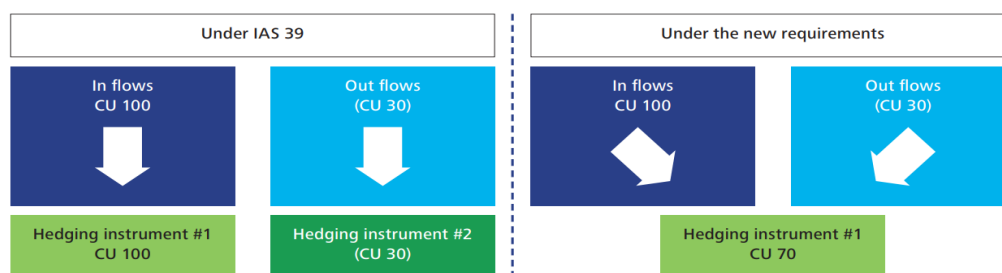 Under IAS 39
In flows
CU 100
Out flows
(CU 30)
Hedging instrument #1
CU 100
Hedging instrument #2
(CU 30)
Under the new requirements
In flows
CU 100
Out flows
(CU 30)
Hedging instrument #1
CU 70